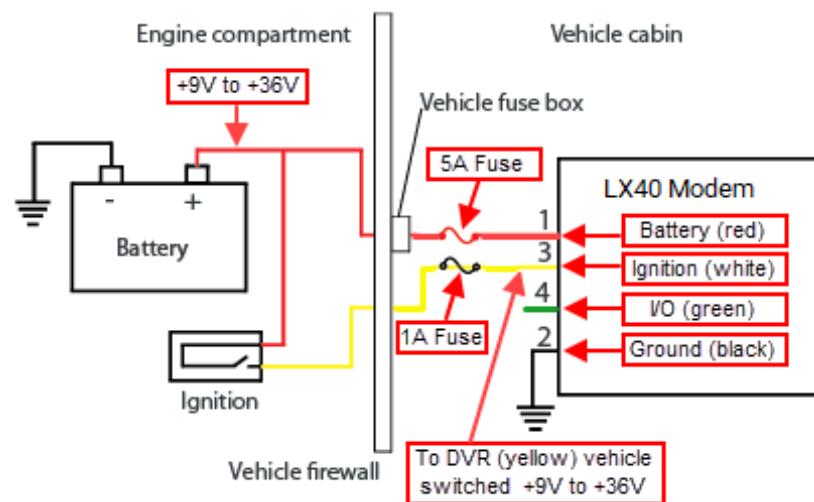 Engine compartment
Vehicle cabin
+9V to +36V
Vehicle fuse box
5A Fuse
LX40 Modem
-
+
Battery
1
Battery (red)
3
Ignition (white)
4
I/O (green)
1A Fuse
2
Ground (black)
Ignition
Vehicle firewall
To DVR (yellow) vehicle
switched +9V to +36V